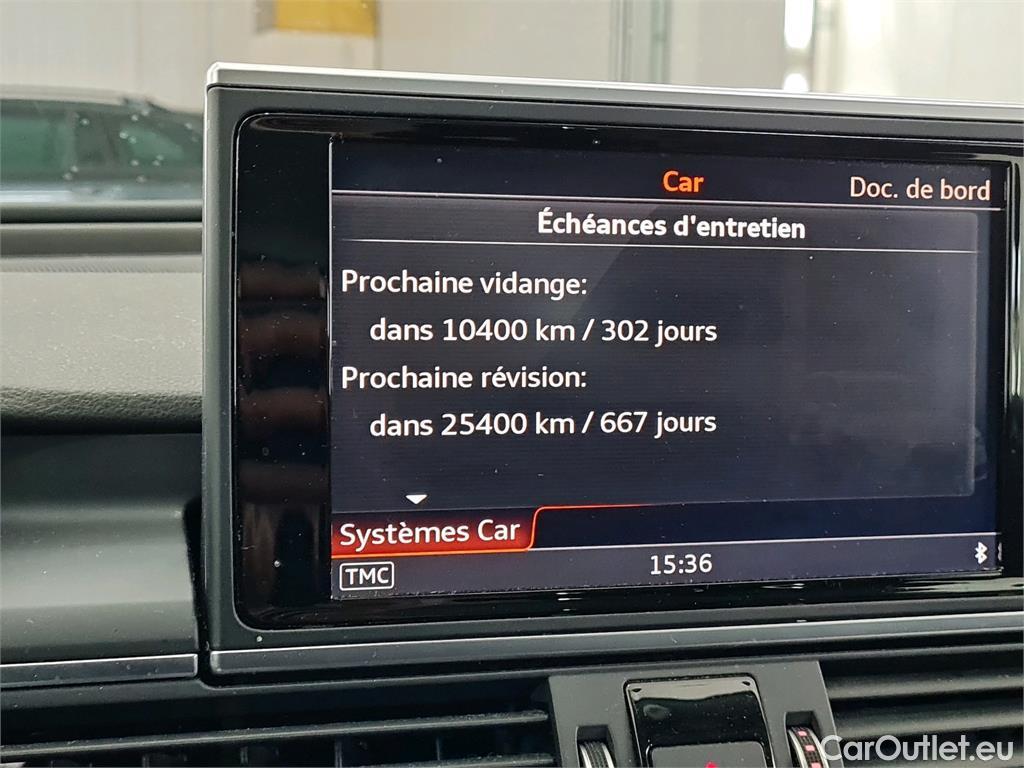 Car
Doc. de bord
Échéances d'entretien
Prochaine vidange:
dans 10400 km / 302 jours
Prochaine révision:
dans 25400 km / 667 jours
Systèmes Car
TMC
15:36
CarOutlet.eu